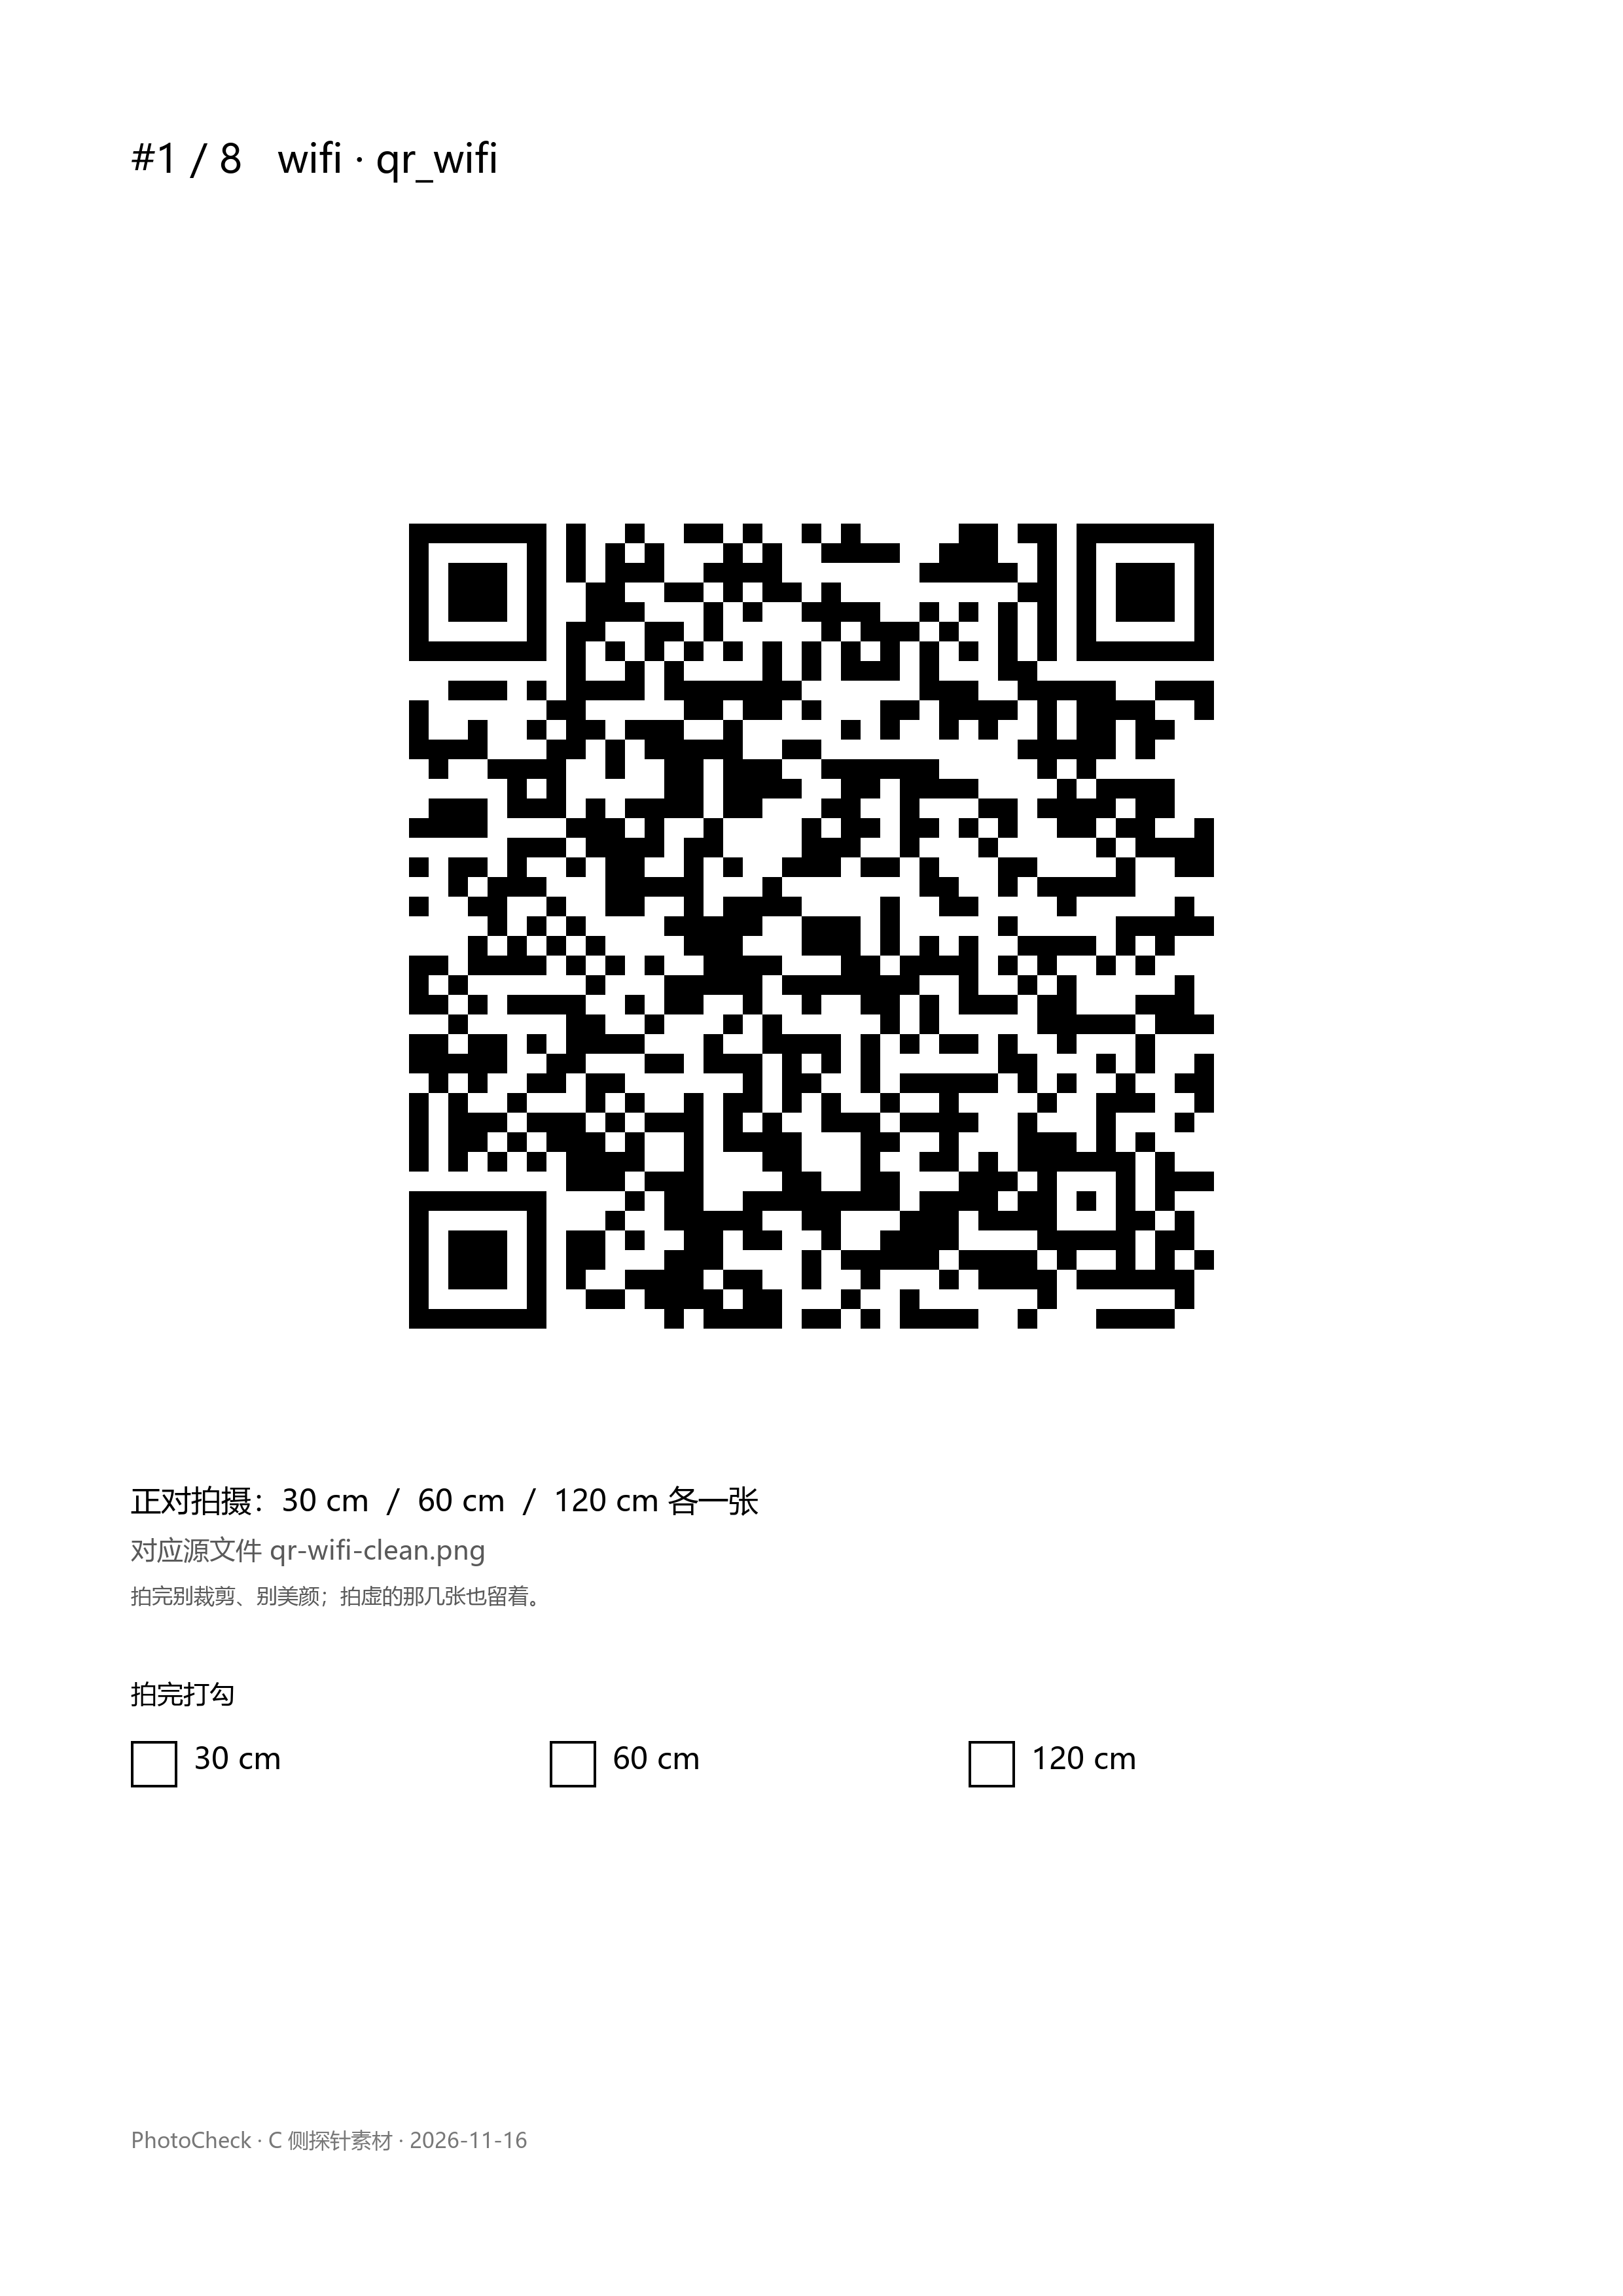 #1 / 8 wifi · qr_wifi
正对拍摄：30 cm / 60 cm / 120 cm 各一张
对应源文件 qr-wifi-clean.png
拍完别裁剪、别美颜；拍虚的那几张也留着。
拍完打勾
30 cm 60 cm 120 cm
PhotoCheck · C 侧探针素材 · 2026-11-16